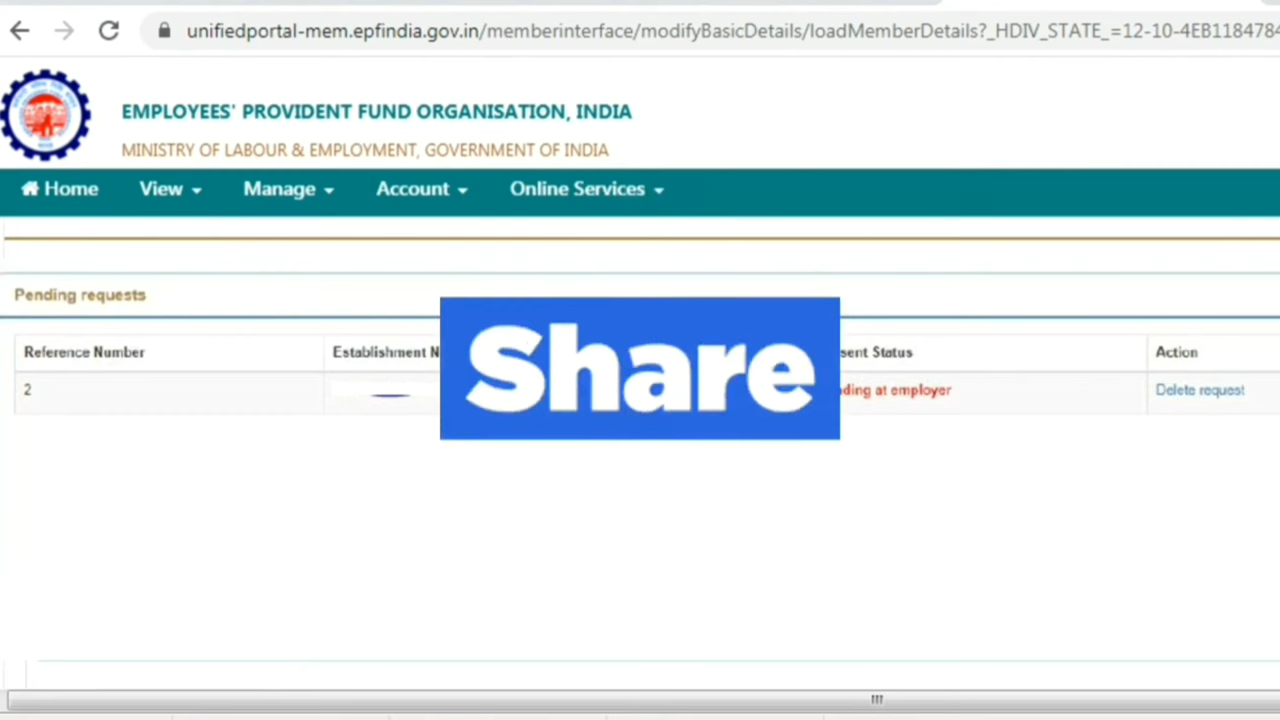 unifiedportal-mem.epfindia.gov.in/memberinterface/modifyBasicDetails/loadMemberDetails?_HDIV_STATE_=12-10-4EB1184784
EMPLOYEES' PROVIDENT FUND ORGANISATION, INDIA
MINISTRY OF LABOUR & EMPLOYMENT, GOVERNMENT OF INDIA
Home View Manage Account Online Services
Pending requests
Reference Number Establishment N sent Status Action
2 ding at employer Delete request
Share